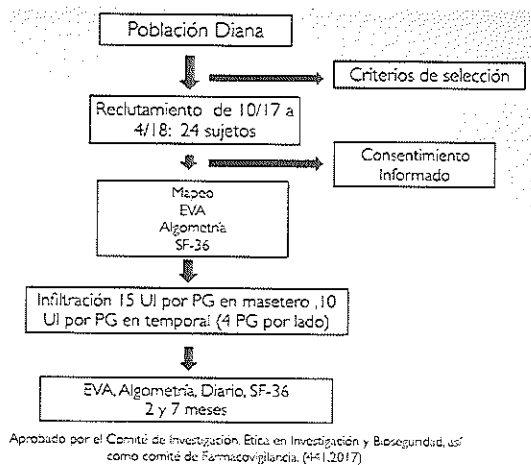 Población Diana
Criterios de selección
Reclutamiento de 10/17 a
4/18: 24 sujetos
Consentimiento
Informado
Mapeo
EVA
Algometría
SF-36
Infiltración 15 UI por PG en masetero ,10
UI por PG en temporal (4 PG por lado)
EVA, Algometría, Diario, SF-36
2 y 7 meses
Aprobado por el Comité de Investigación, Etica en Investigación y Bioseguridad, así
como comité de Farmacovigilancia. (441.2017)